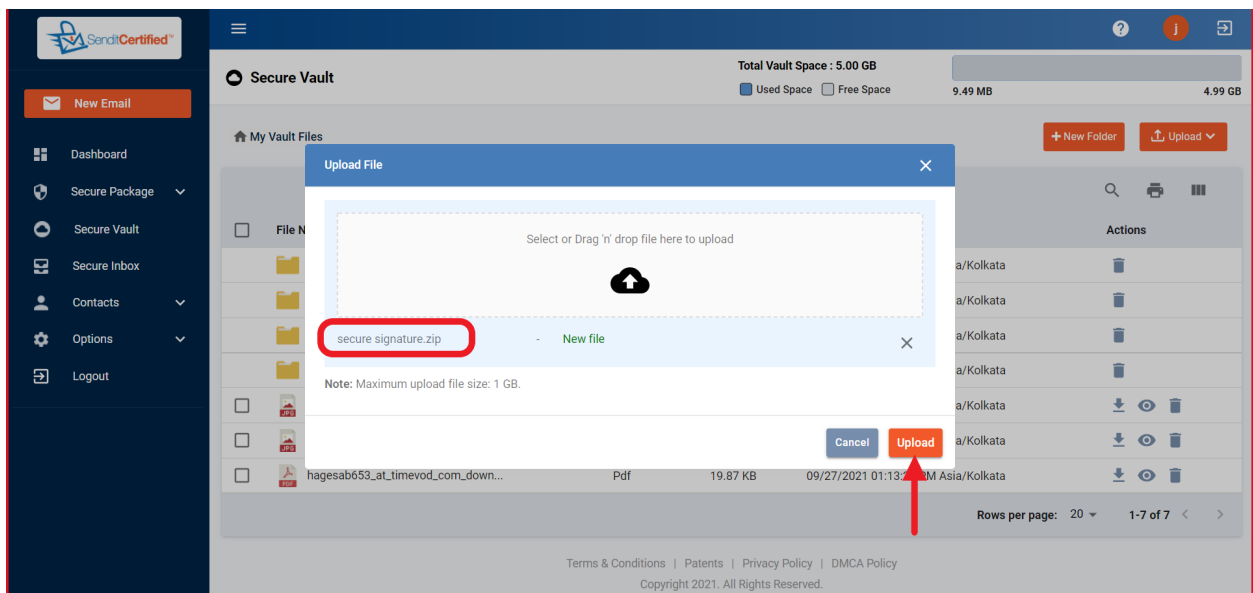 SenditCertified™
j
Secure Vault
Total Vault Space : 5.00 GB
Used Space
Free Space
9.49 MB
4.99 GB
New Email
My Vault Files
+ New Folder
Upload
Dashboard
Secure Package
Secure Vault
Secure Inbox
Contacts
Options
Logout
Upload File
Select or Drag 'n' drop file here to upload
secure signature.zip - New file
Note: Maximum upload file size: 1 GB.
Cancel
Upload
File N
Actions
a/Kolkata
a/Kolkata
a/Kolkata
a/Kolkata
JPG
a/Kolkata
JPG
a/Kolkata
PDF
hagesab653_at_timevod_com_down... Pdf 19.87 KB 09/27/2021 01:13:2 M Asia/Kolkata
Rows per page: 20 1-7 of 7
Terms & Conditions | Patents | Privacy Policy | DMCA Policy
Copyright 2021. All Rights Reserved.